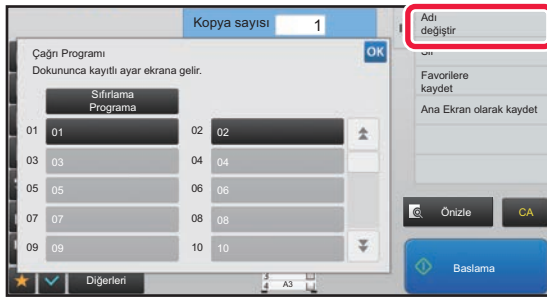 Kopya sayısı 1
Adı
değiştir
Sil
Favorilere
kaydet
Ana Ekran olarak kaydet
Çağrı Programı
OK
Dokununca kayıtlı ayar ekrana gelir.
Sıfırlama
Programa
01 01 02 02
03 03 04 04
05 05 06 06
07 07 08 08
09 09 10 10
Önizle CA
Diğerleri
A3
Baslama